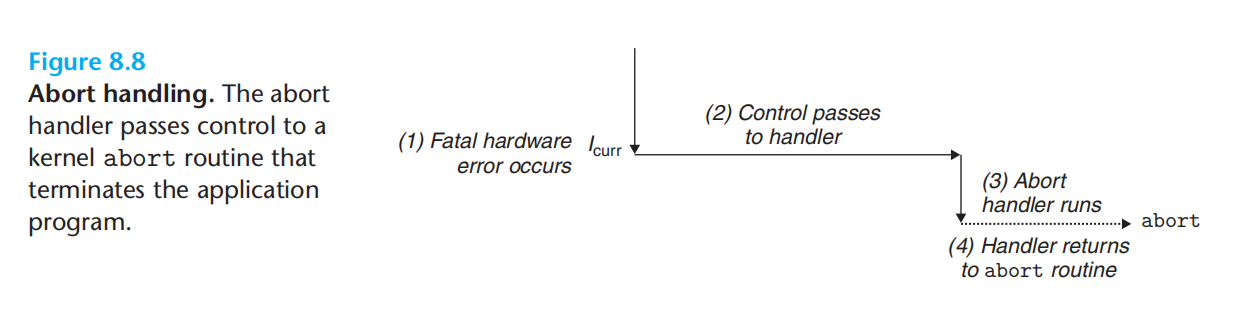 Figure 8.8
Abort handling. The abort
handler passes control to a
kernel abort routine that
terminates the application
program.
(1) Fatal hardware
error occurs
Icurr
(2) Control passes
to handler
(3) Abort
handler runs
abort
(4) Handler returns
to abort routine